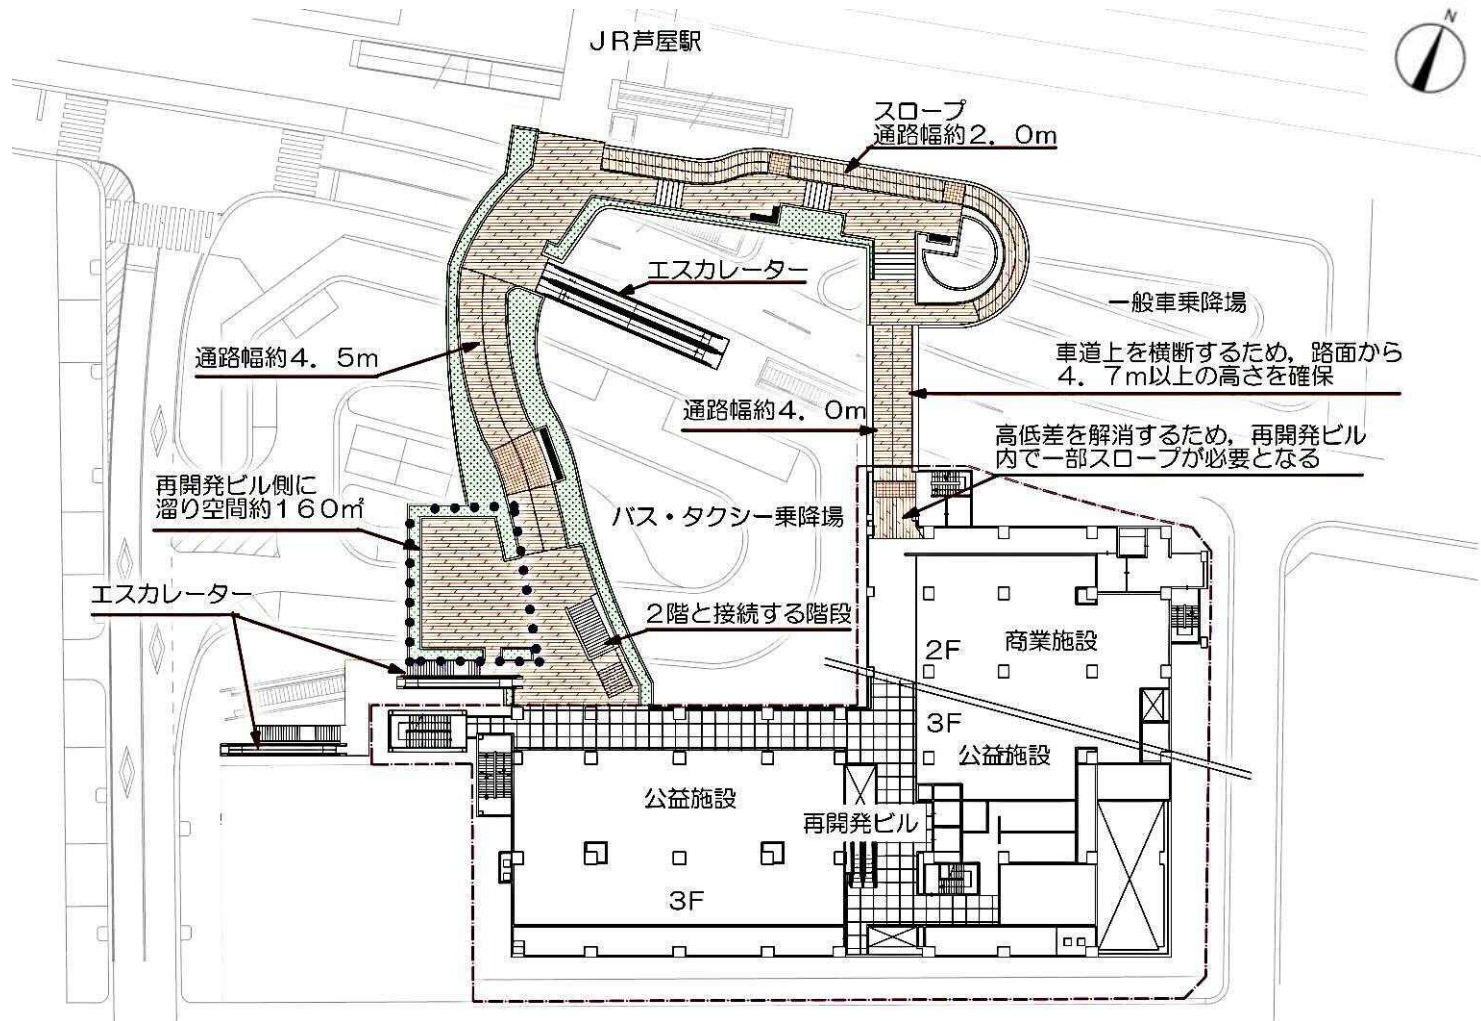 N
JR芦屋駅
スロープ
通路幅約2.0m
エスカレーター
一般車乗降場
通路幅約4.5m
車道上を横断するため,路面から
4.7m以上の高さを確保
通路幅約4.0m
高低差を解消するため,再開発ビル
内で一部スロープが必要となる
再開発ビル側に
溜り空間約160㎡
バス・タクシー乗降場
エスカレーター
2階と接続する階段
2F
商業施設
3F
公益施設
公益施設
再開発ビル
3F